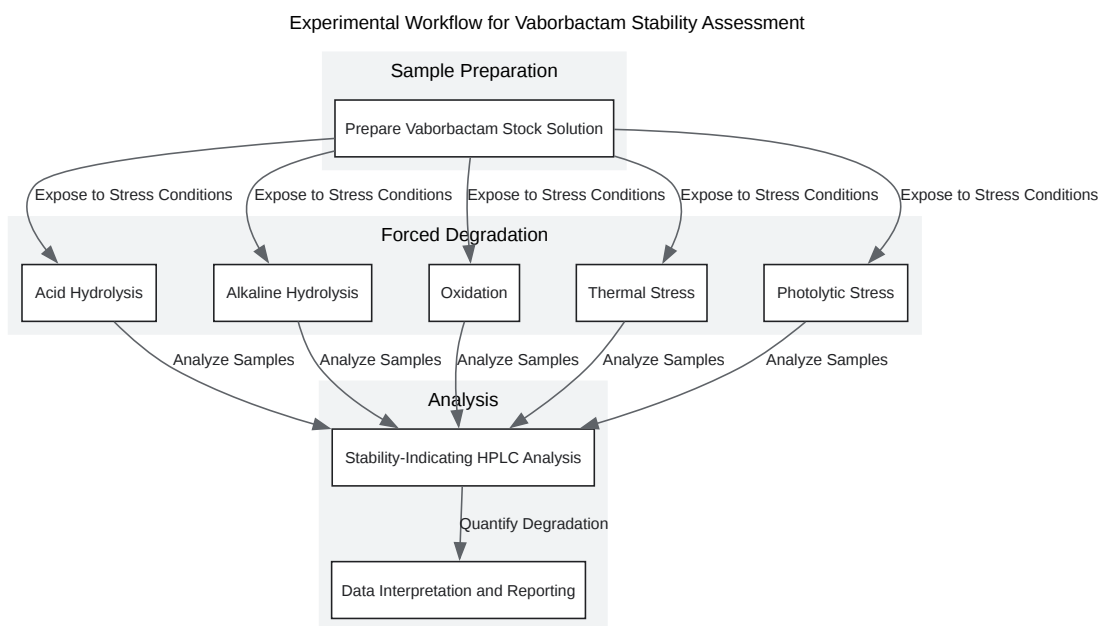 Experimental Workflow for Vaborbactam Stability Assessment
Sample Preparation
Prepare Vaborbactam Stock Solution
Expose to Stress Conditions
Expose to Stress Conditions
Expose to Stress Conditions
Expose to Stress Conditions
Expose to Stress Conditions
Forced Degradation
Acid Hydrolysis
Alkaline Hydrolysis
Oxidation
Thermal Stress
Photolytic Stress
Analyze Samples
Analyze Samples
Analyze Samples
Analyze Samples
Analyze Samples
Analysis
Stability-Indicating HPLC Analysis
Quantify Degradation
Data Interpretation and Reporting